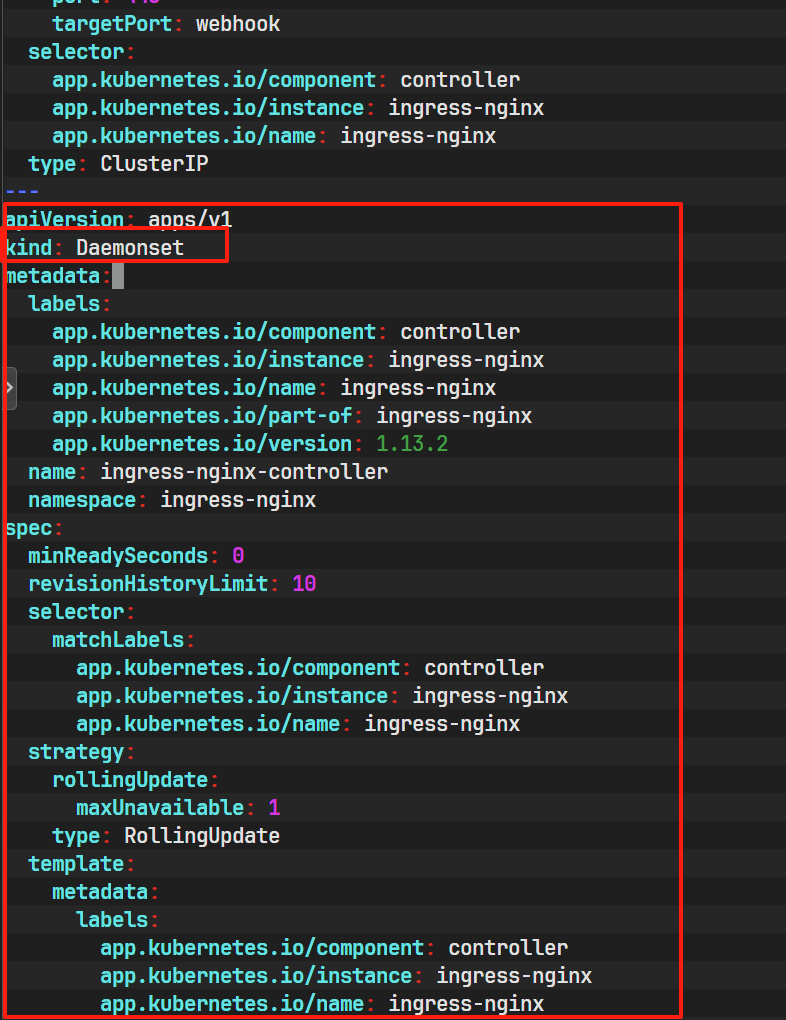 targetPort: webhook
  selector:
    app.kubernetes.io/component: controller
    app.kubernetes.io/instance: ingress-nginx
    app.kubernetes.io/name: ingress-nginx
  type: ClusterIP
---
apiVersion: apps/v1
kind: Daemonset
metadata:
  labels:
    app.kubernetes.io/component: controller
    app.kubernetes.io/instance: ingress-nginx
    app.kubernetes.io/name: ingress-nginx
    app.kubernetes.io/part-of: ingress-nginx
    app.kubernetes.io/version: 1.13.2
  name: ingress-nginx-controller
  namespace: ingress-nginx
spec:
  minReadySeconds: 0
  revisionHistoryLimit: 10
  selector:
    matchLabels:
      app.kubernetes.io/component: controller
      app.kubernetes.io/instance: ingress-nginx
      app.kubernetes.io/name: ingress-nginx
  strategy:
    rollingUpdate:
      maxUnavailable: 1
    type: RollingUpdate
  template:
    metadata:
      labels:
        app.kubernetes.io/component: controller
        app.kubernetes.io/instance: ingress-nginx
        app.kubernetes.io/name: ingress-nginx